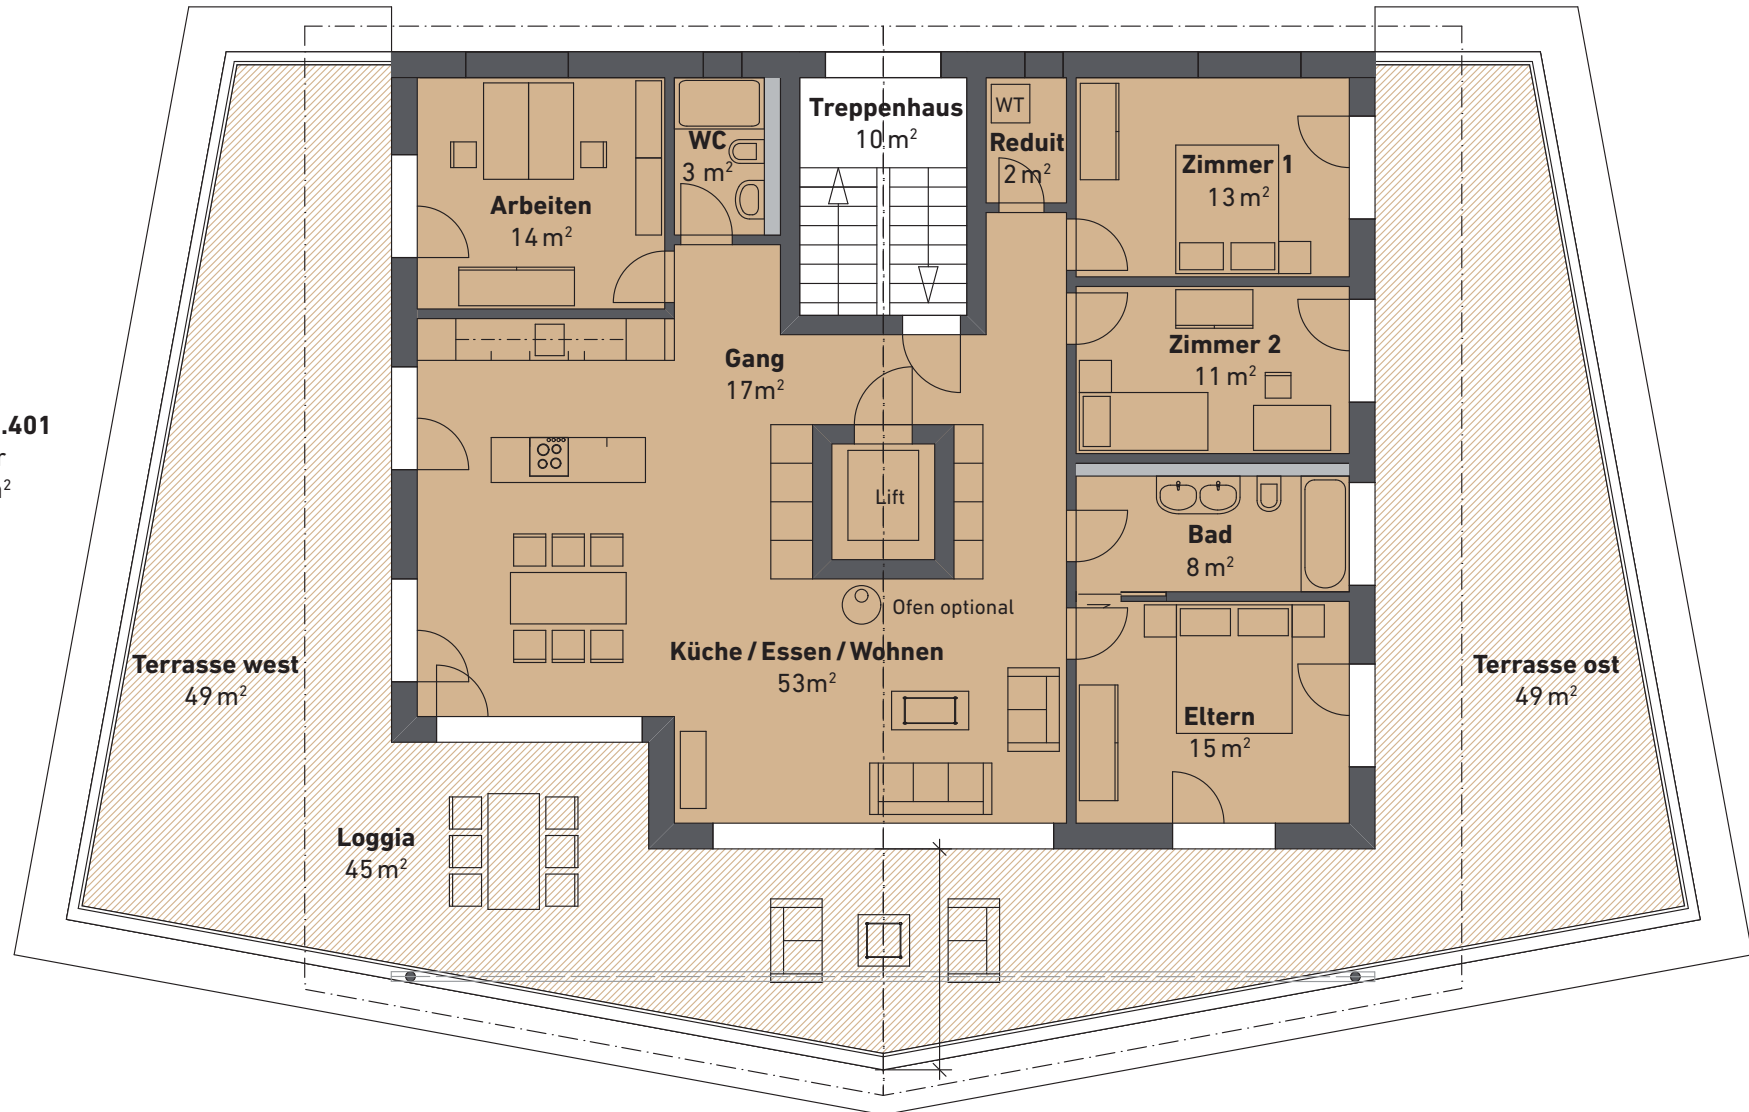 .401
r
m²
Arbeiten
14 m²
WC
3 m²
Treppenhaus
10 m²
WT
Reduit
2 m²
Zimmer 1
13 m²
Gang
17m²
Zimmer 2
11 m²
Lift
Bad
8 m²
Ofen optional
Küche / Essen / Wohnen
53m²
Terrasse west
49 m²
Terrasse ost
49 m²
Eltern
15 m²
Loggia
45 m²